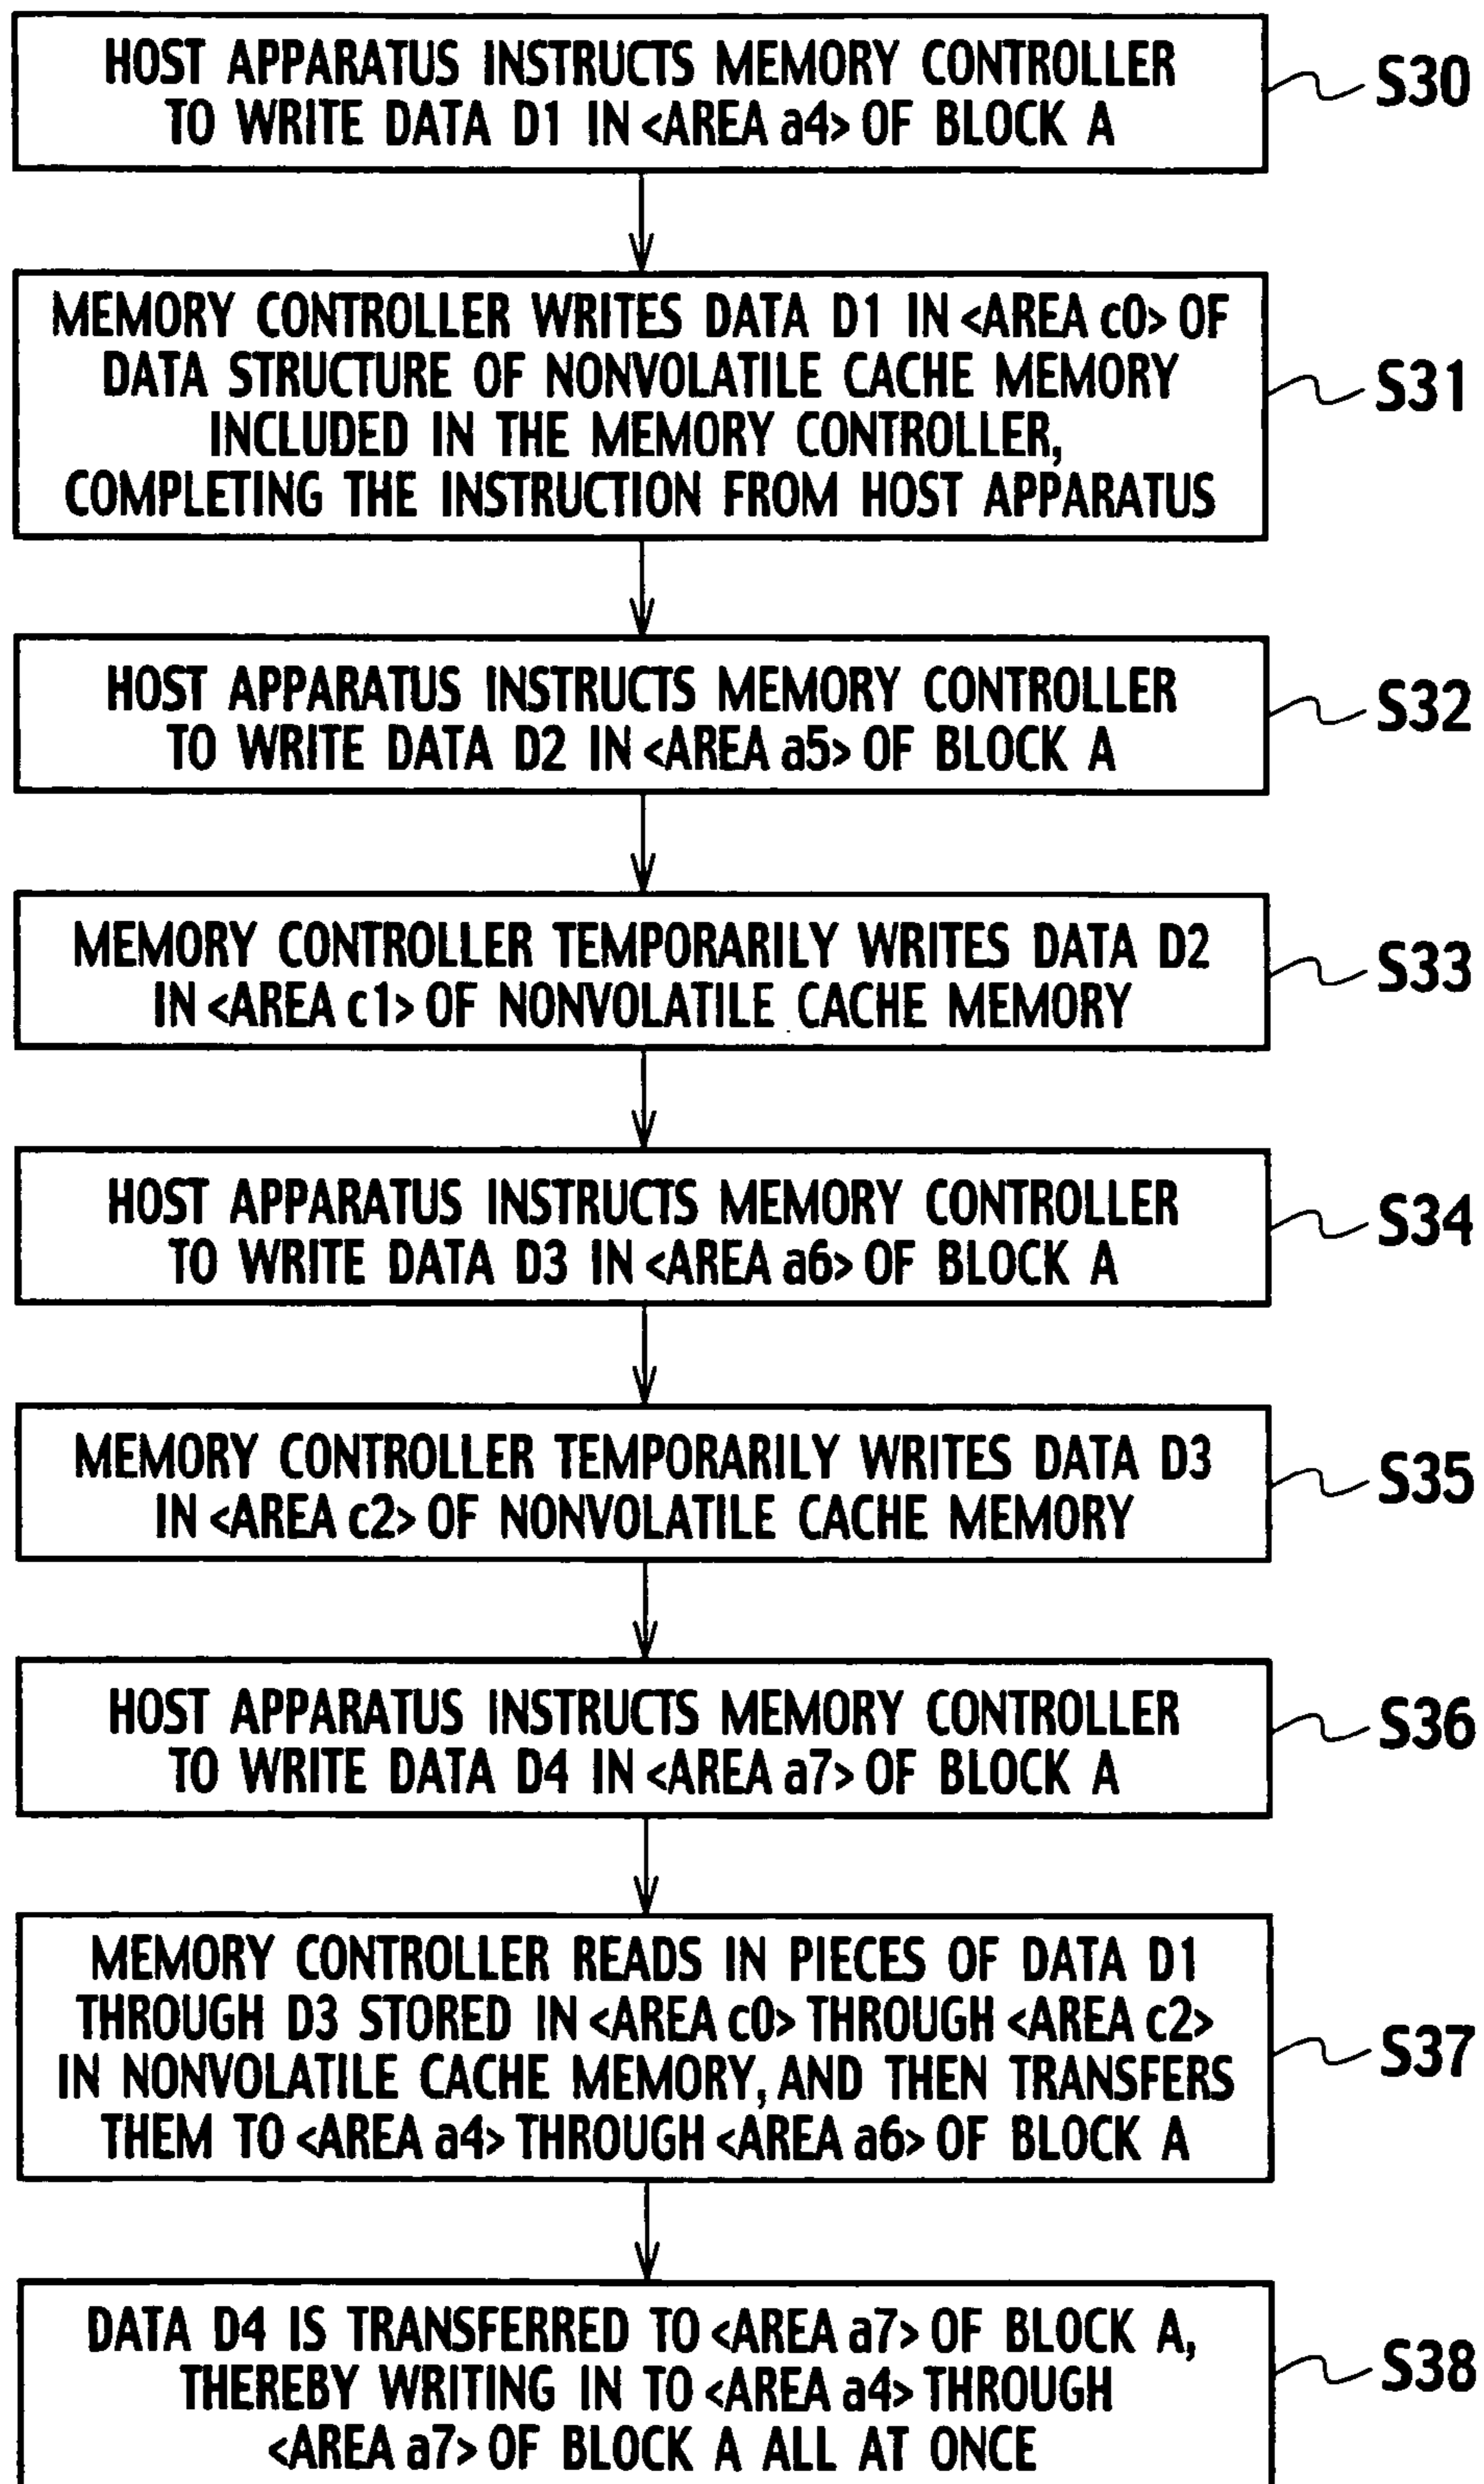 HOST APPARATUS INSTRUCTS MEMORY CONTROLLER
TO WRITE DATA D1 IN <AREA a4> OF BLOCK A
S30
MEMORY CONTROLLER WRITES DATA D1 IN <AREA c0> OF
DATA STRUCTURE OF NONVOLATILE CACHE MEMORY
INCLUDED IN THE MEMORY CONTROLLER,
COMPLETING THE INSTRUCTION FROM HOST APPARATUS
S31
HOST APPARATUS INSTRUCTS MEMORY CONTROLLER
TO WRITE DATA D2 IN <AREA a5> OF BLOCK A
S32
MEMORY CONTROLLER TEMPORARILY WRITES DATA D2
IN <AREA c1> OF NONVOLATILE CACHE MEMORY
S33
HOST APPARATUS INSTRUCTS MEMORY CONTROLLER
TO WRITE DATA D3 IN <AREA a6> OF BLOCK A
S34
MEMORY CONTROLLER TEMPORARILY WRITES DATA D3
IN <AREA c2> OF NONVOLATILE CACHE MEMORY
S35
HOST APPARATUS INSTRUCTS MEMORY CONTROLLER
TO WRITE DATA D4 IN <AREA a7> OF BLOCK A
S36
MEMORY CONTROLLER READS IN PIECES OF DATA D1
THROUGH D3 STORED IN <AREA c0> THROUGH <AREA c2>
IN NONVOLATILE CACHE MEMORY, AND THEN TRANSFERS
THEM TO <AREA a4> THROUGH <AREA a6> OF BLOCK A
S37
DATA D4 IS TRANSFERRED TO <AREA a7> OF BLOCK A,
THEREBY WRITING IN TO <AREA a4> THROUGH
<AREA a7> OF BLOCK A ALL AT ONCE
S38